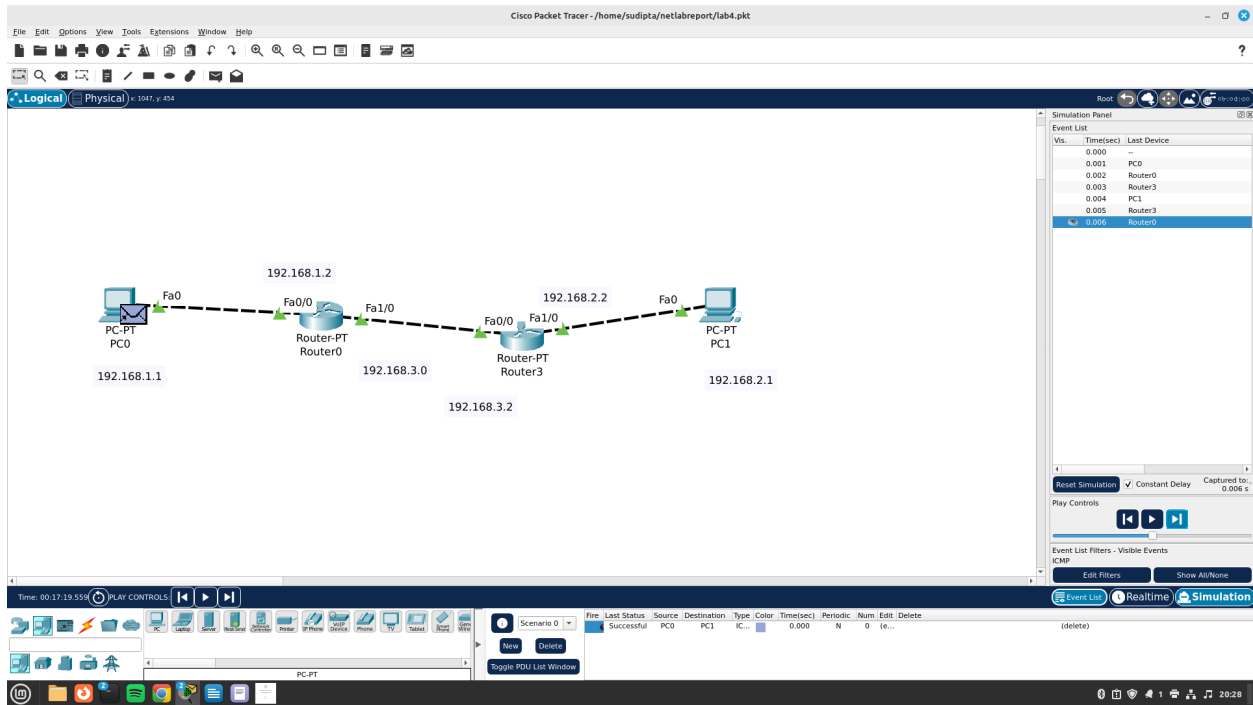 Cisco Packet Tracer - /home/sudipta/netlabreport/lab4.pkt
File Edit Options View Tools Extensions Window Help
?
Logical Physical x: 1047, y: 454
Root
Simulation Panel
Event List
Vis. Time(sec) Last Device
0.000 --
0.001 PC0
0.002 Router0
0.003 Router3
0.004 PC1
0.005 Router3
0.006 Router0
192.168.1.2
192.168.2.2
Fa0
Fa0/0
Fa1/0
Fa0/0
Fa1/0
Fa0
PC-PT
PC0
Router-PT
Router0
Router-PT
Router3
PC-PT
PC1
192.168.1.1
192.168.3.0
192.168.2.1
192.168.3.2
Reset Simulation Constant Delay Captured to:
0.006 s
Play Controls
Event List Filters - Visible Events
ICMP
Edit Filters Show All/None
Time: 00:17:19.559 PLAY CONTROLS:
Event List Realtime Simulation
PC Laptop Server Printer IP Phone VoIP Device Phone TV Tablet Smart
PC-PT
Scenario 0
New Delete
Toggle PDU List Window
Fire Last Status Source Destination Type Color Time(sec) Periodic Num Edit Delete
Successful PC0 PC1 IC... 0.000 N 0 (e... (delete)
2 2 1 20:28